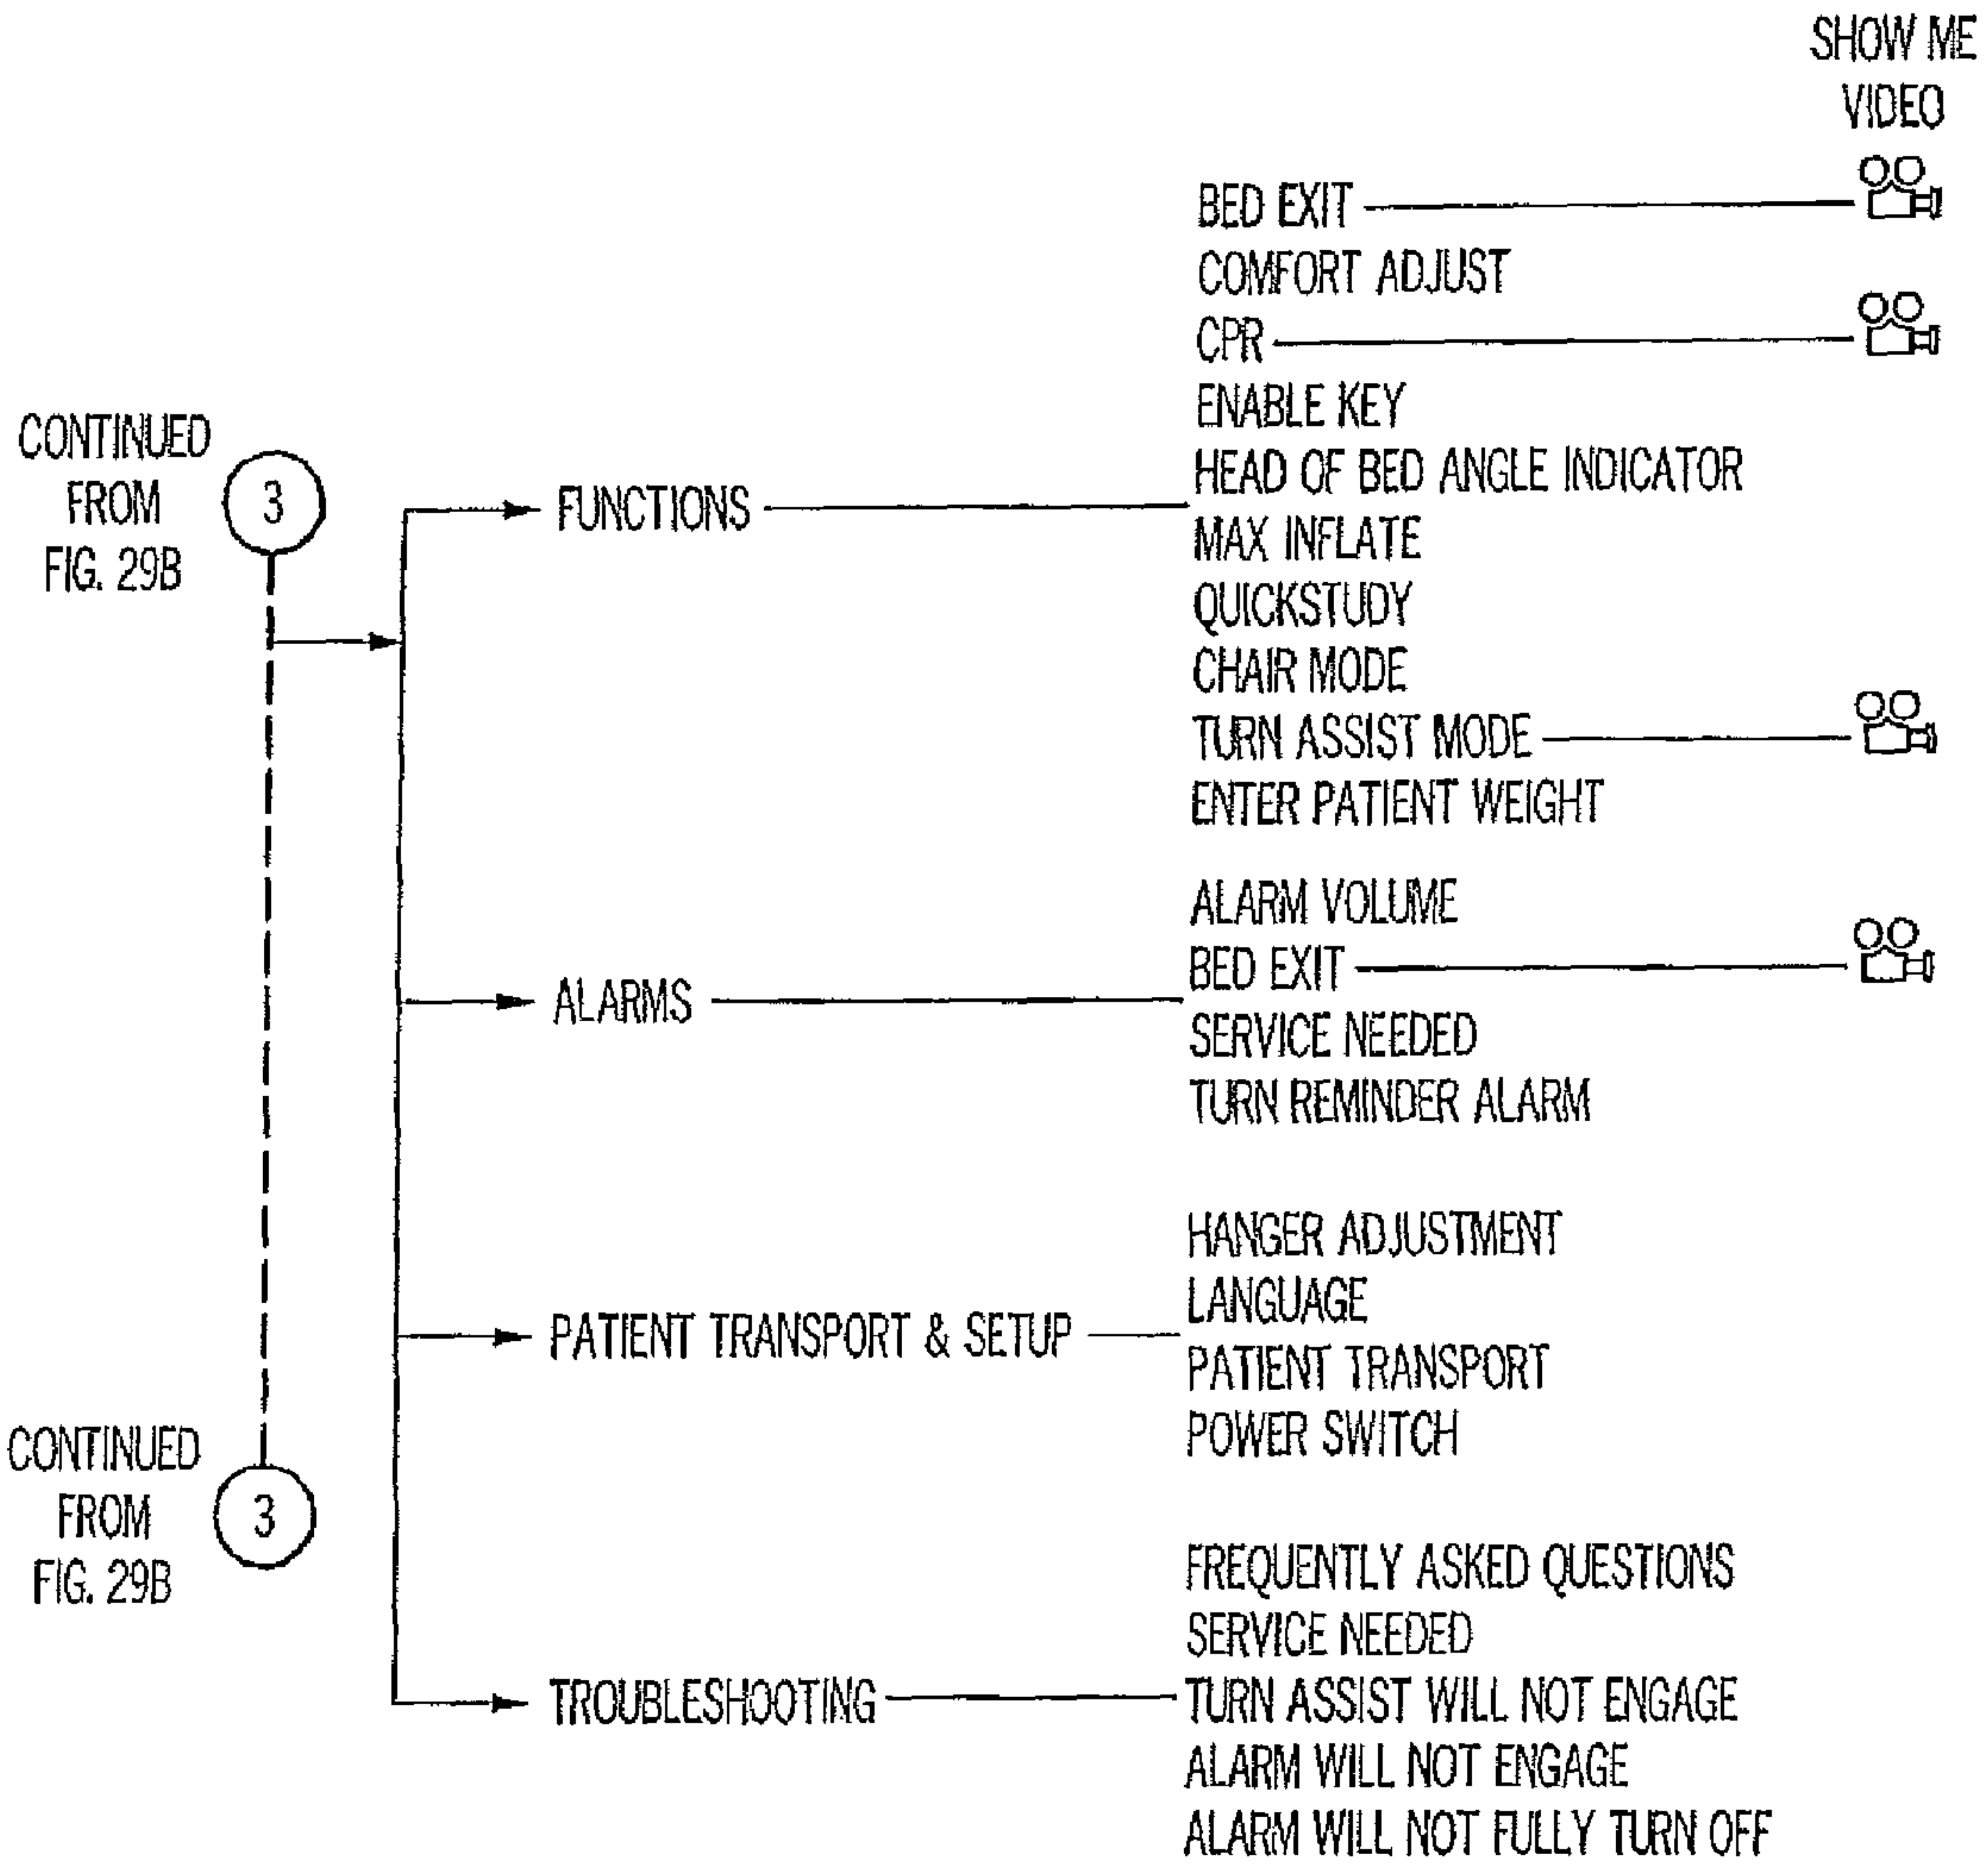 SHOW ME
VIDEO
BED EXIT
COMFORT ADJUST
CPR
ENABLE KEY
HEAD OF BED ANGLE INDICATOR
MAX INFLATE
QUICKSTUDY
CHAIR MODE
TURN ASSIST MODE
ENTER PATIENT WEIGHT
CONTINUED
FROM
FIG. 29B
3
FUNCTIONS
ALARM VOLUME
BED EXIT
SERVICE NEEDED
TURN REMINDER ALARM
ALARMS
HANGER ADJUSTMENT
LANGUAGE
PATIENT TRANSPORT
POWER SWITCH
PATIENT TRANSPORT & SETUP
CONTINUED
FROM
FIG. 29B
3
FREQUENTLY ASKED QUESTIONS
SERVICE NEEDED
TURN ASSIST WILL NOT ENGAGE
ALARM WILL NOT ENGAGE
ALARM WILL NOT FULLY TURN OFF
TROUBLESHOOTING